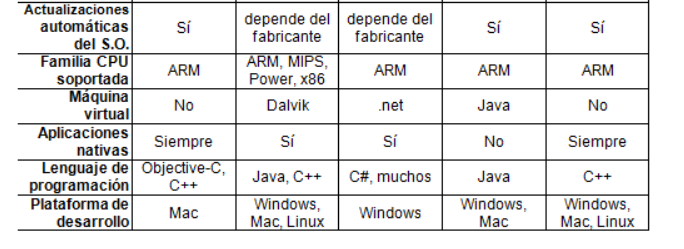 Actualizaciones automáticas del S.O. Sí depende del fabricante depende del fabricante Sí Sí
Familia CPU soportada ARM ARM, MIPS, Power, x86 ARM ARM ARM
Máquina virtual No Dalvik .net Java No
Aplicaciones nativas Siempre Sí Sí No Siempre
Lenguaje de programación Objective-C, C++ Java, C++ C#, muchos Java C++
Plataforma de desarrollo Mac Windows, Mac, Linux Windows Windows, Mac Windows, Mac, Linux